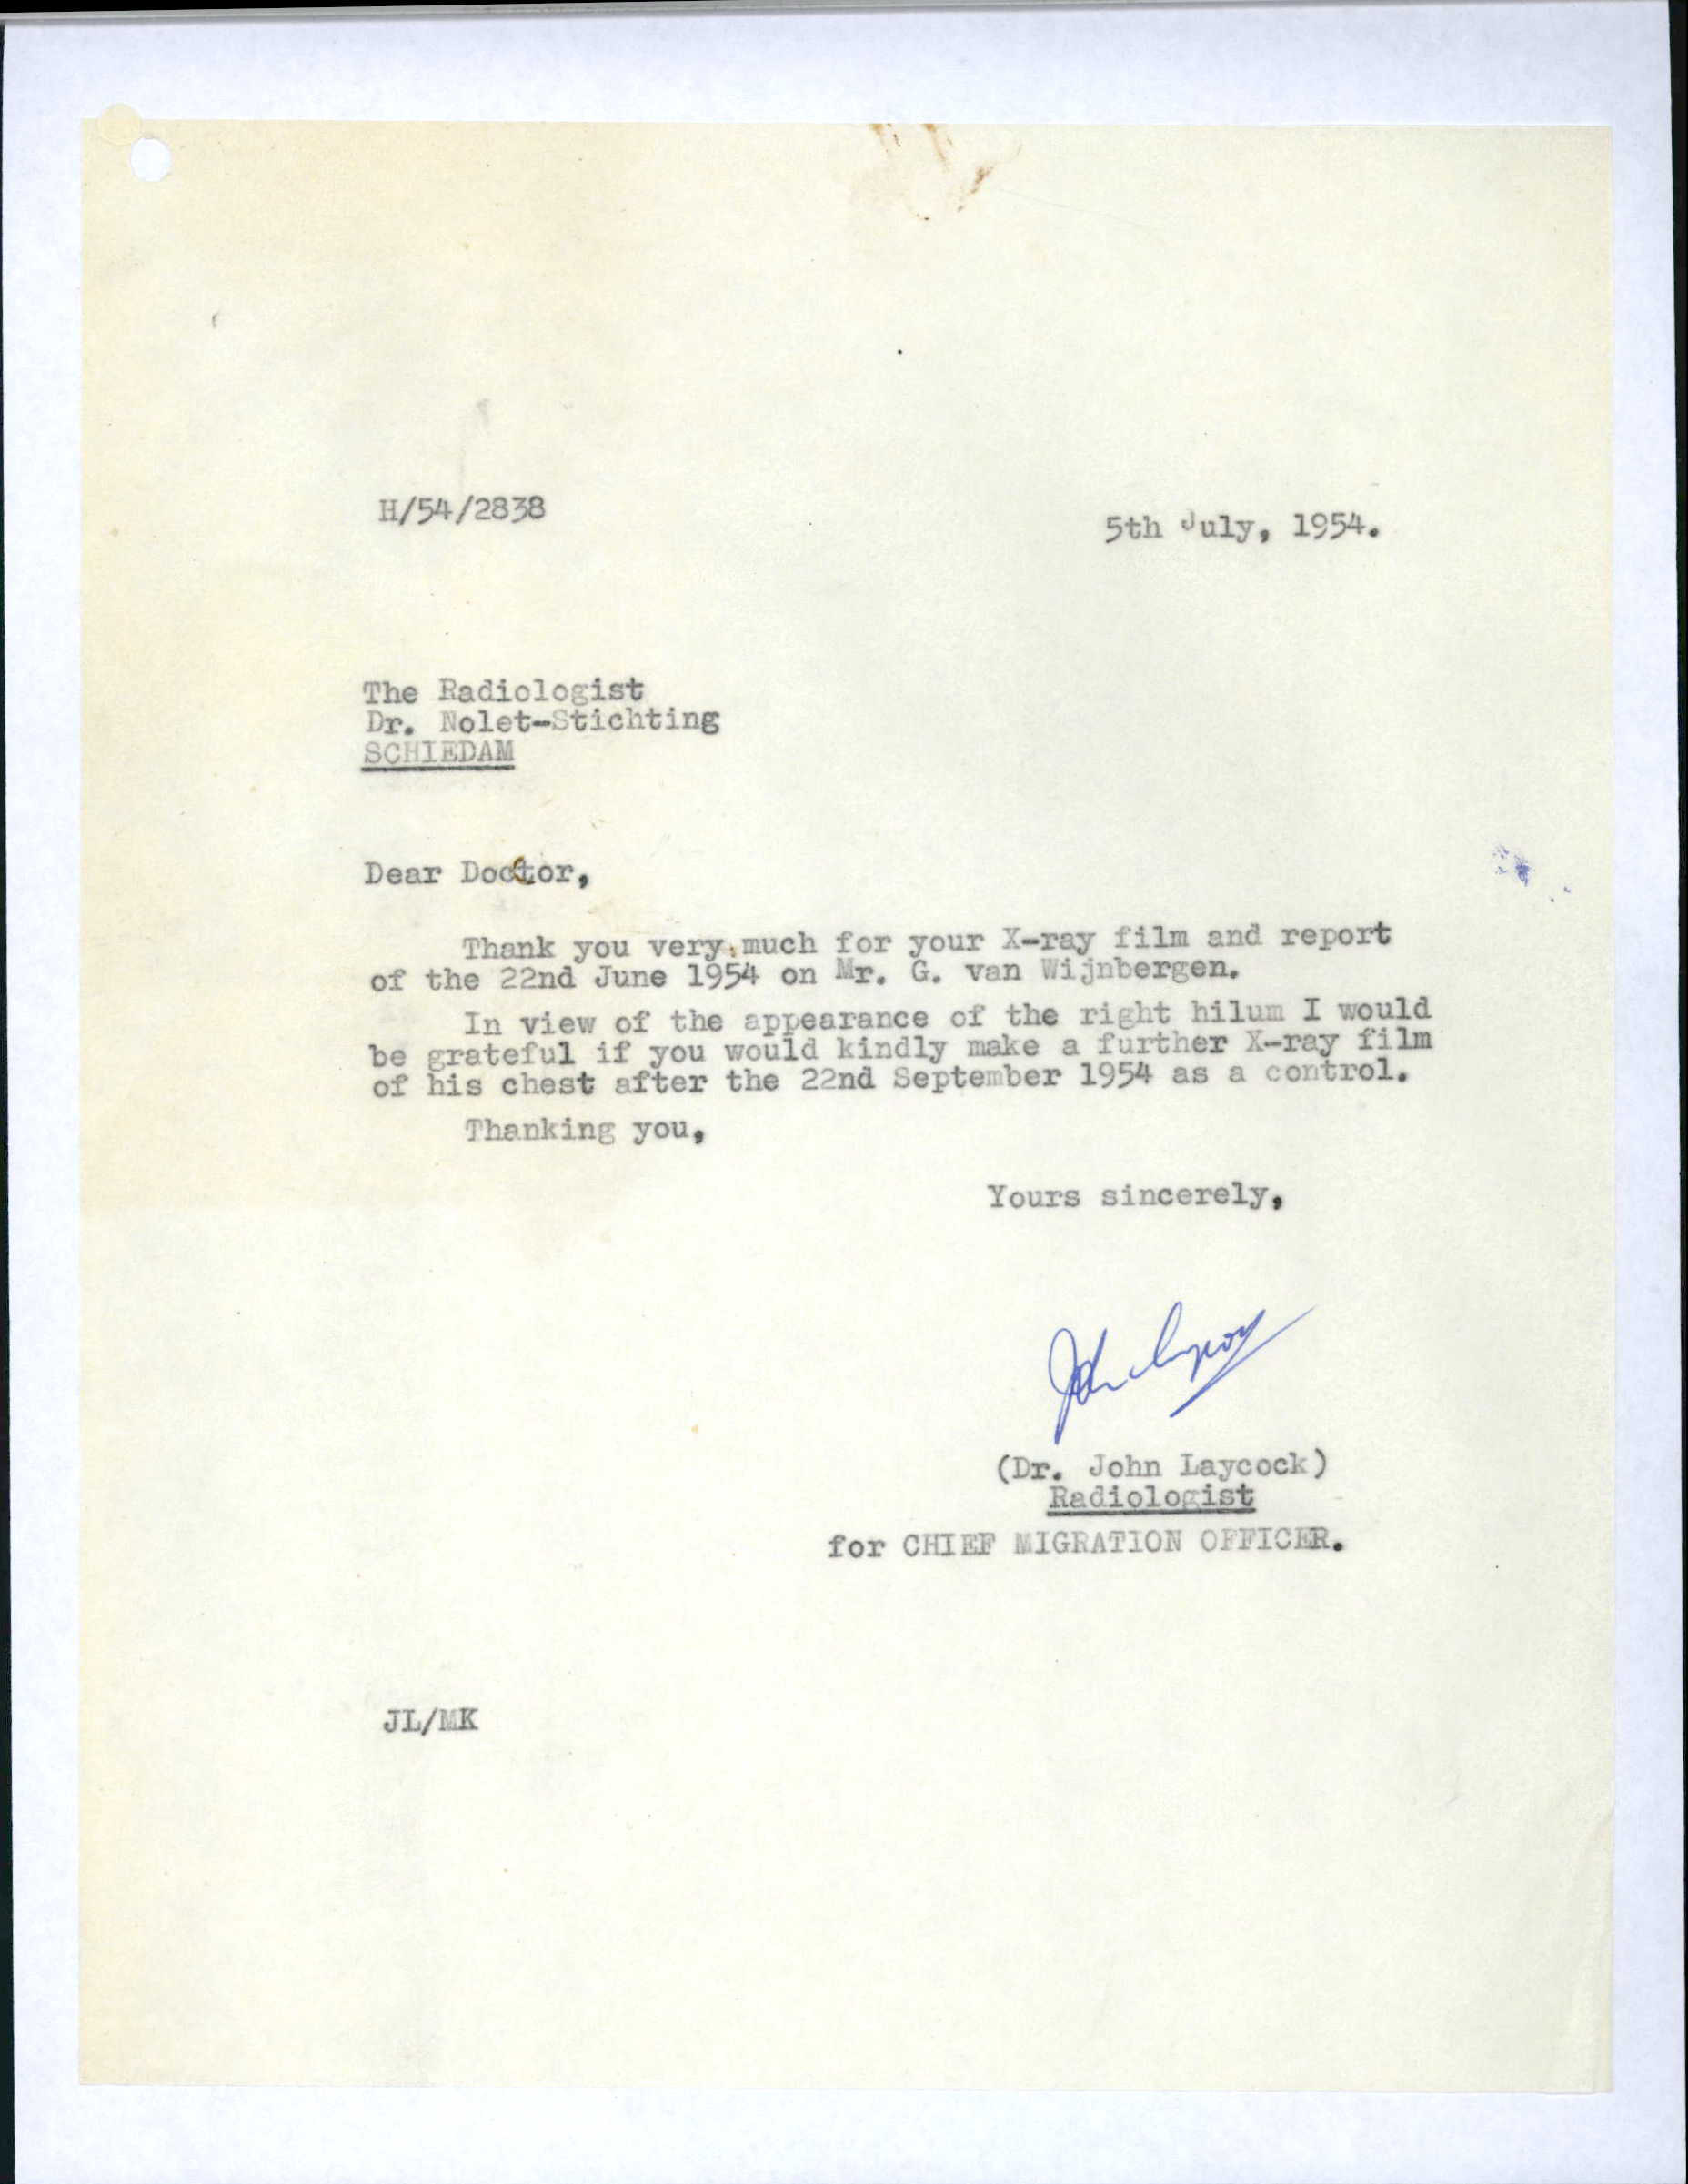 H/54/2838
5th July, 1954.
The Radiologist
Dr. Nolet-Stichting
SCHIEDAM
Dear Doctor,
Thank you very much for your X-ray film and report
of the 22nd June 1954 on Mr. G. van Wijnbergen.
In view of the appearance of the right hilum I would
be grateful if you would kindly make a further X-ray film
of his chest after the 22nd September 1954 as a control.
Thanking you,
Yours sincerely,
John Laycock
(Dr. John Laycock)
Radiologist
for CHIEF MIGRATION OFFICER.
JL/MK